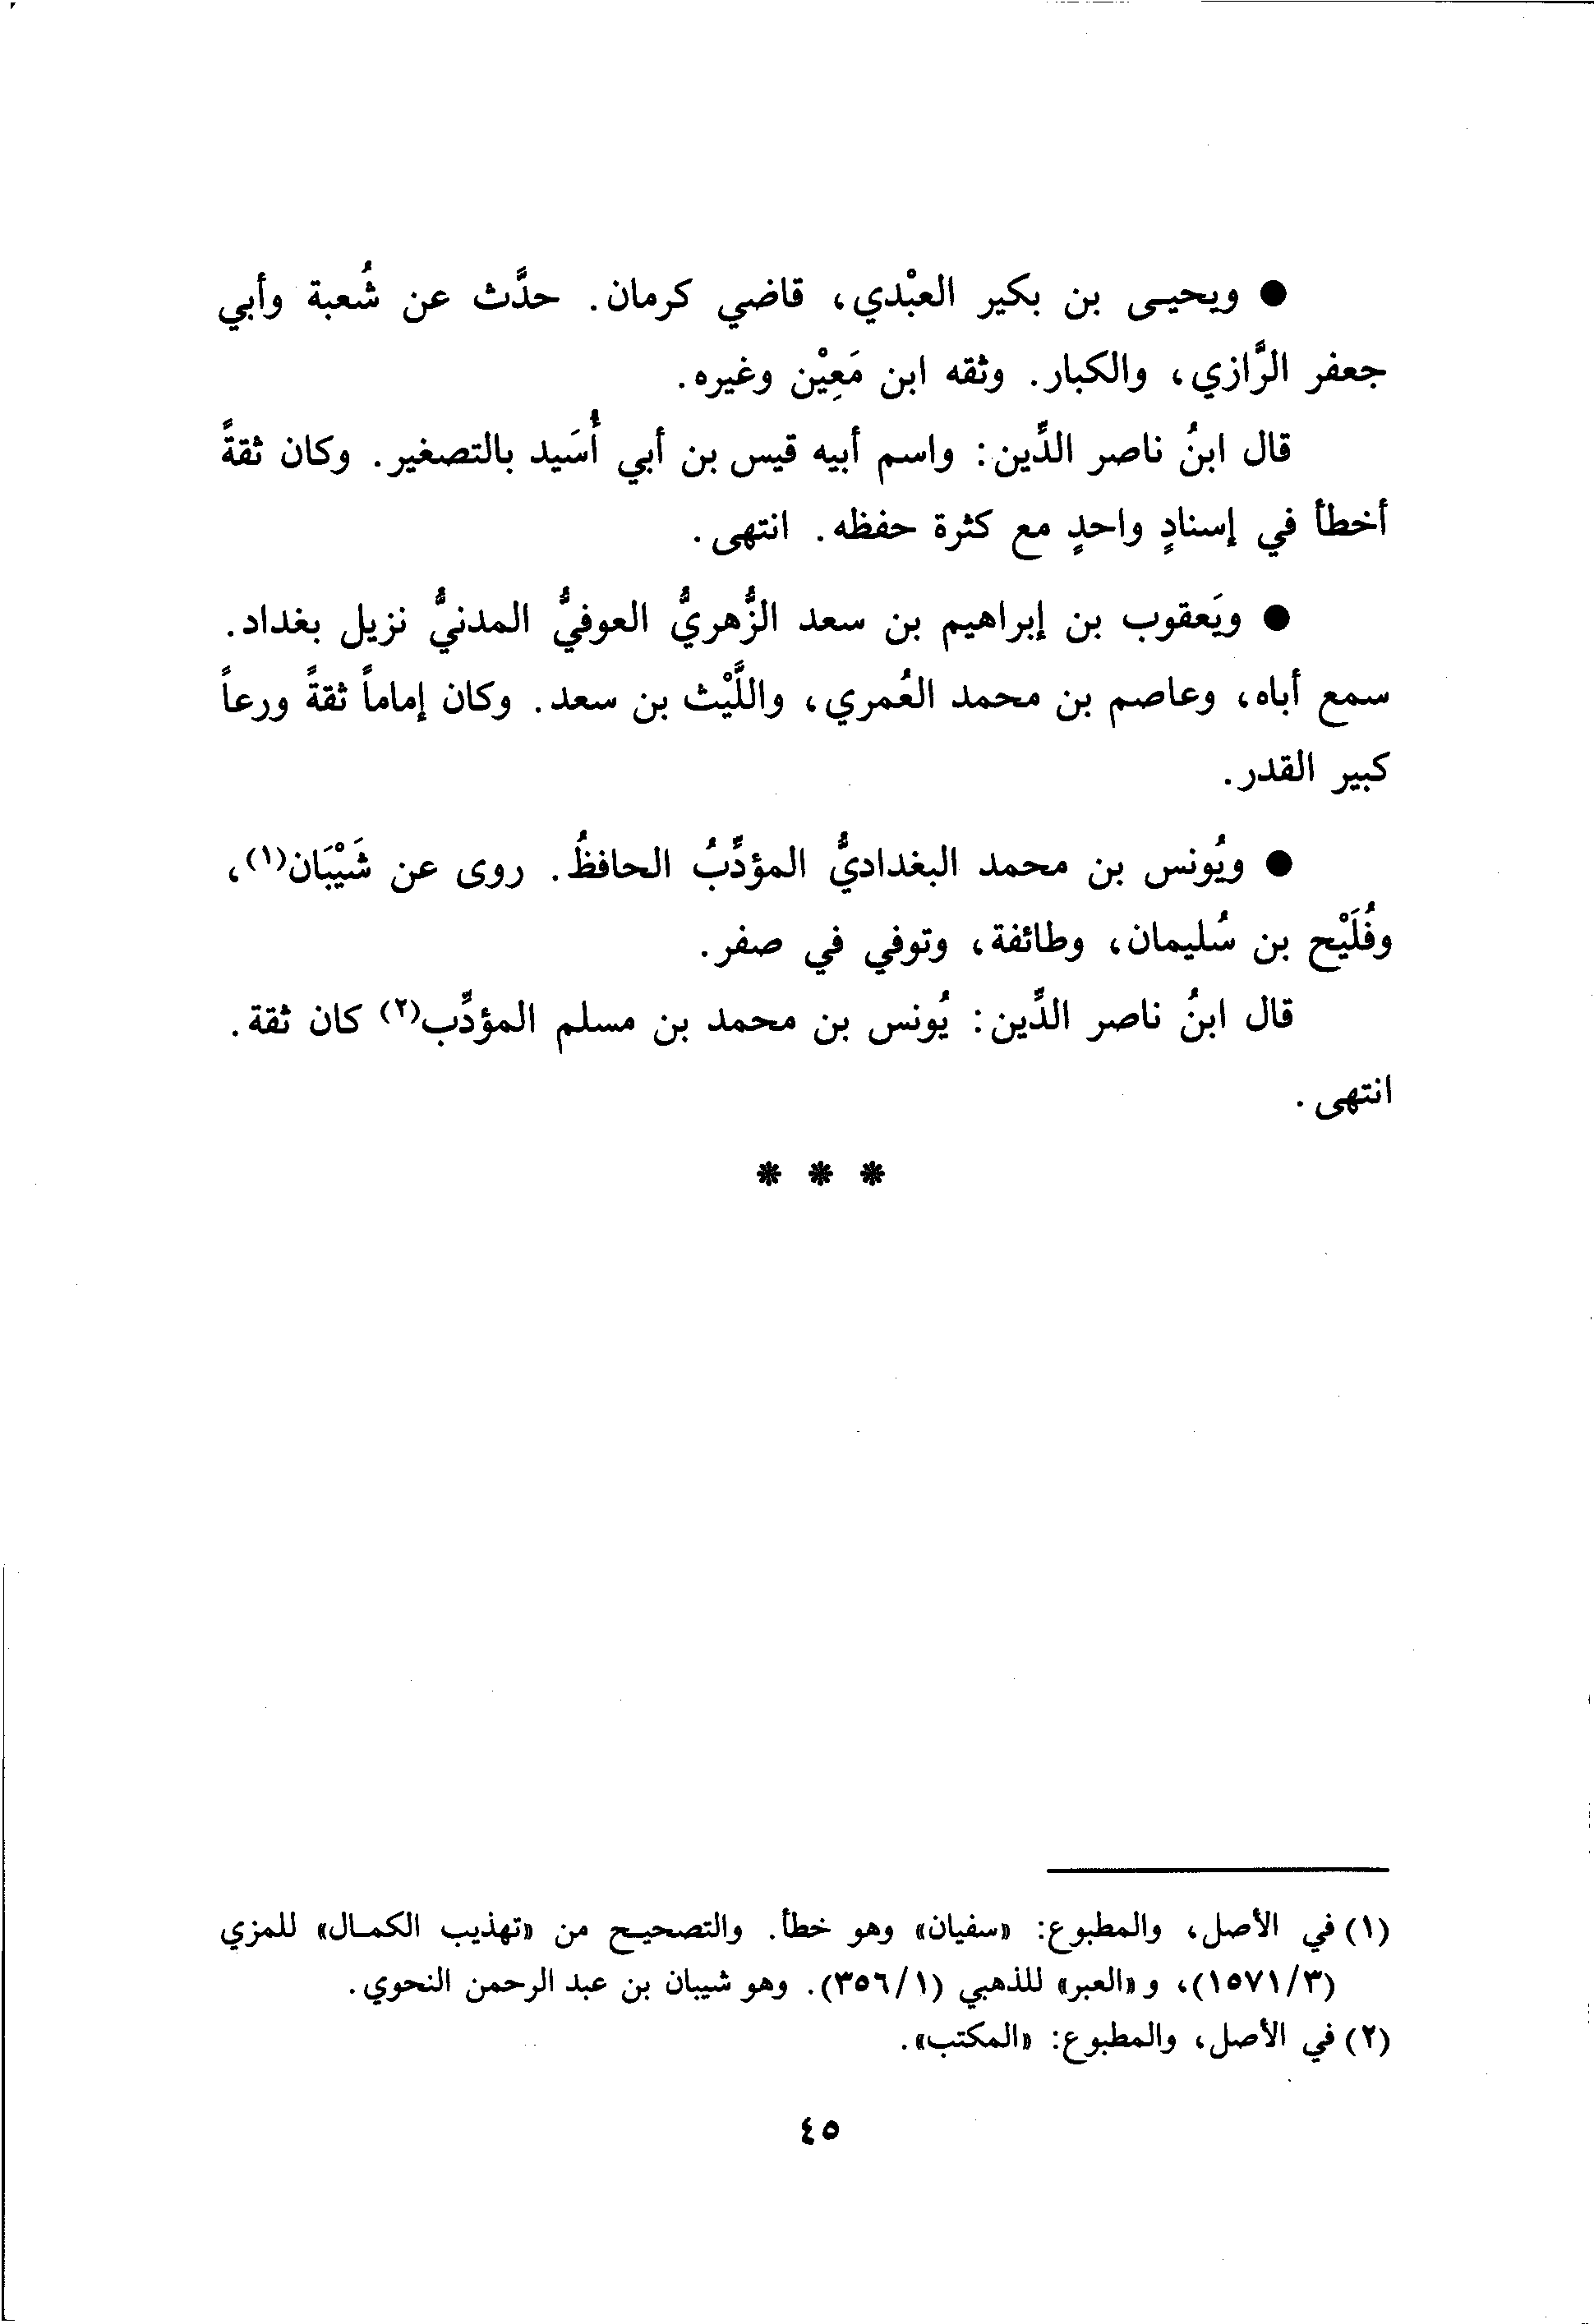 ● ويحيـى بن بكير العبْدي، قاضي كرمان. حدَّث عن شُعبة وأبي
جعفر الرَّازي، والكبار. وثقه ابن مَعِيْن وغيره.
قال ابنُ ناصر الدِّين: واسم أبيه قيس بن أبي أُسَيد بالتصغير. وكان ثقةً
أخطأ في إسنادٍ واحدٍ مع كثرة حفظه. انتهى.
● ويَعقوب بن إبراهيم بن سعد الزُّهريُّ العوفيُّ المدنيُّ نزيل بغداد.
سمع أباه، وعاصم بن محمد العُمري، واللَّيْث بن سعد. وكان إماماً ثقةً ورعاً
كبير القدر.
● ويُونس بن محمد البغداديُّ المؤدِّبُ الحافظُ. روى عن شَيْبَان(١)،
وفُلَيْح بن سُليمان، وطائفة، وتوفي في صفر.
قال ابنُ ناصر الدِّين: يُونس بن محمد بن مسلم المؤدِّب(٢) كان ثقة.
انتهى.
* * *
(١) في الأصل، والمطبوع: «سفيان» وهو خطأ. والتصحيـح من «تهذيب الكمـال» للمزي
(٣/١٥٧١)، و «العبر» للذهبي (١/٣٥٦). وهو شيبان بن عبد الرحمن النحوي.
(٢) في الأصل، والمطبوع: «المكتب».
٤٥